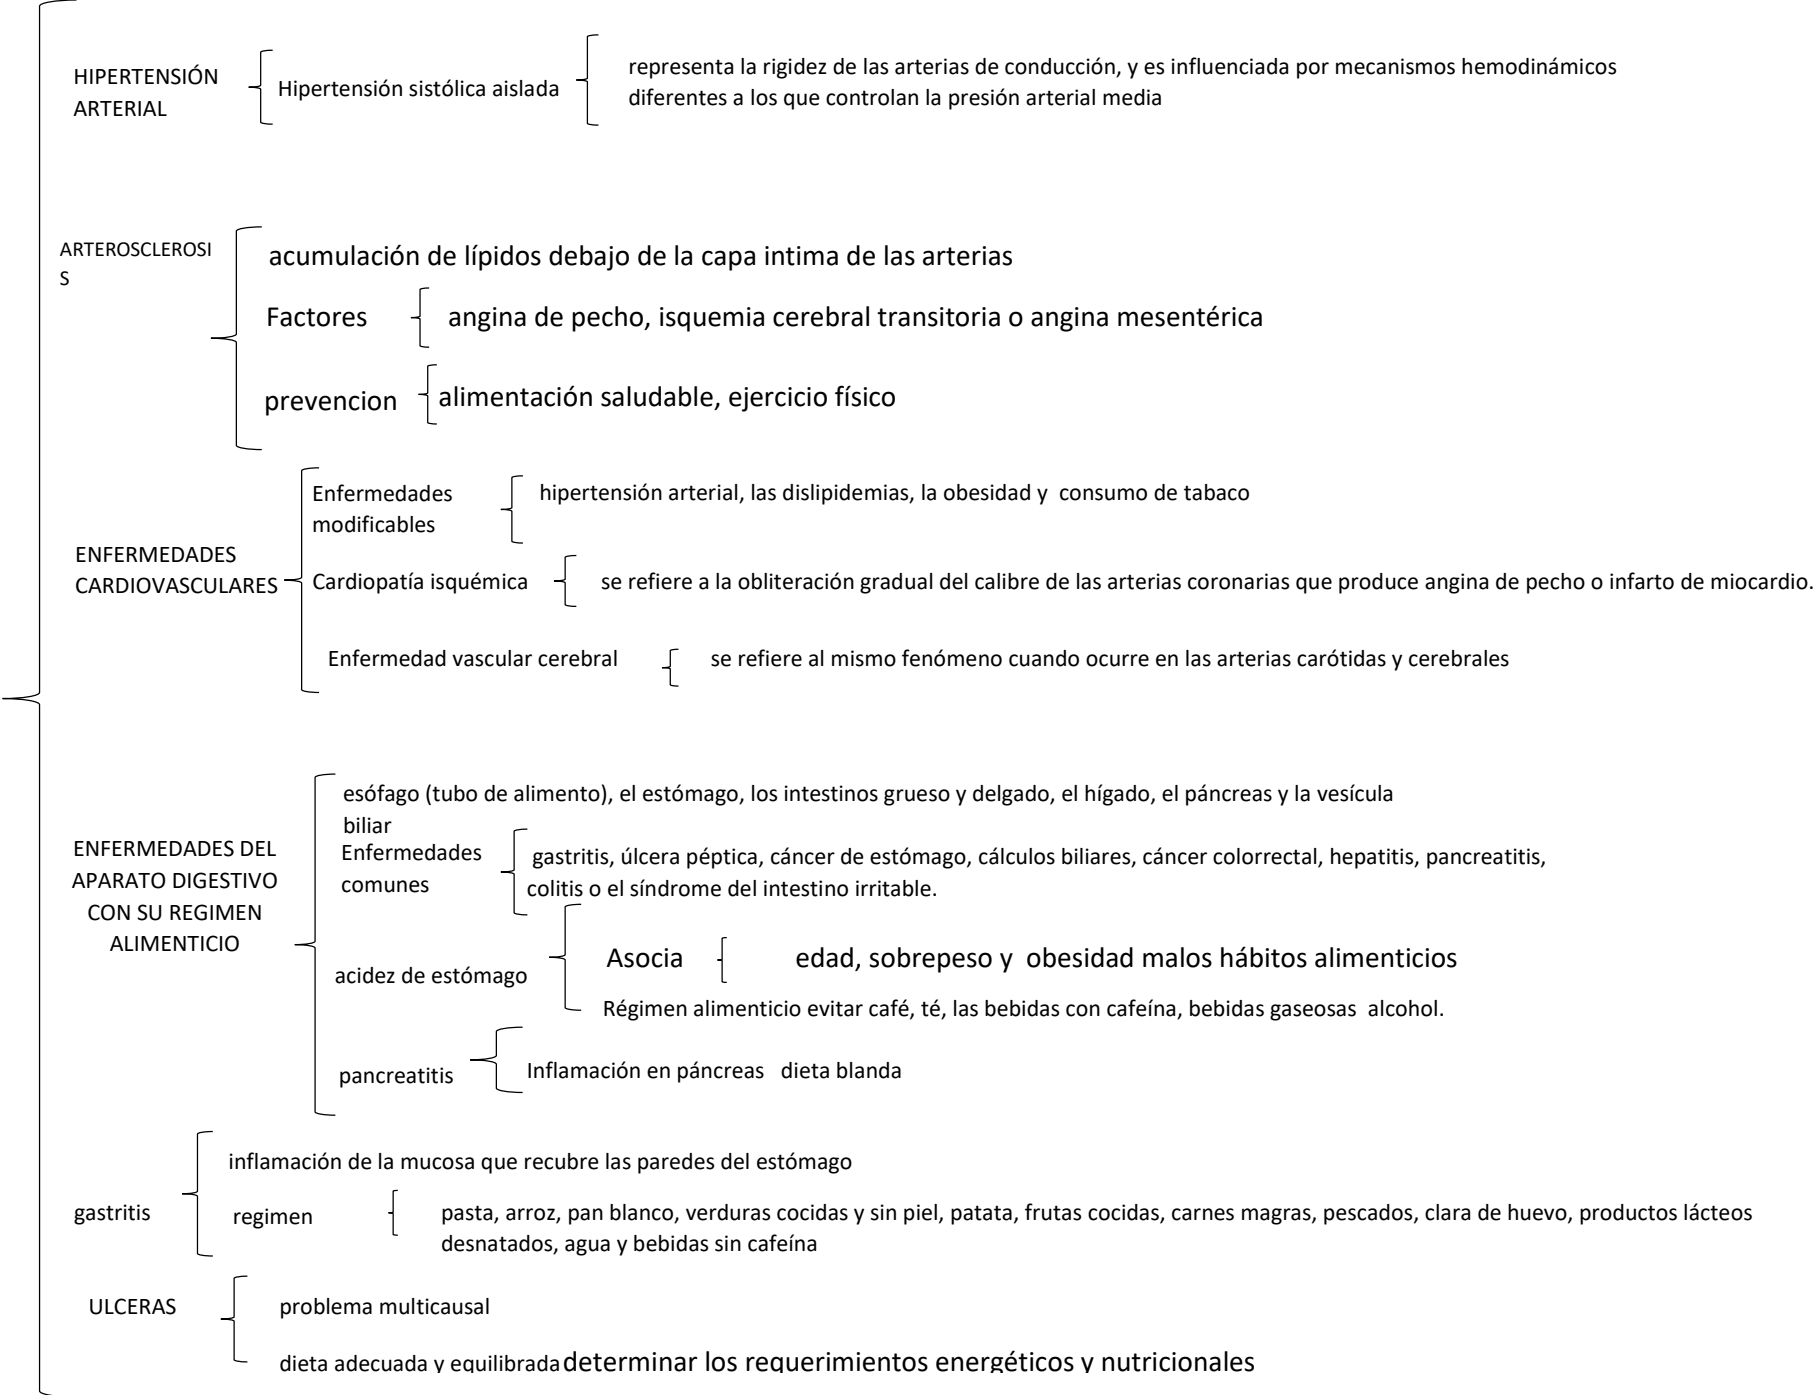 HIPERTENSIÓN
ARTERIAL
Hipertensión sistólica aislada
representa la rigidez de las arterias de conducción, y es influenciada por mecanismos hemodinámicos
diferentes a los que controlan la presión arterial media
ARTEROSCLEROSI
S
acumulación de lípidos debajo de la capa intima de las arterias
Factores
angina de pecho, isquemia cerebral transitoria o angina mesentérica
prevencion
alimentación saludable, ejercicio físico
ENFERMEDADES
CARDIOVASCULARES
Enfermedades
modificables
hipertensión arterial, las dislipidemias, la obesidad y consumo de tabaco
Cardiopatía isquémica
se refiere a la obliteración gradual del calibre de las arterias coronarias que produce angina de pecho o infarto de miocardio.
Enfermedad vascular cerebral
se refiere al mismo fenómeno cuando ocurre en las arterias carótidas y cerebrales
ENFERMEDADES DEL
APARATO DIGESTIVO
CON SU REGIMEN
ALIMENTICIO
esófago (tubo de alimento), el estómago, los intestinos grueso y delgado, el hígado, el páncreas y la vesícula
biliar
Enfermedades
comunes
gastritis, úlcera péptica, cáncer de estómago, cálculos biliares, cáncer colorrectal, hepatitis, pancreatitis,
colitis o el síndrome del intestino irritable.
acidez de estómago
Asocia
edad, sobrepeso y obesidad malos hábitos alimenticios
Régimen alimenticio evitar café, té, las bebidas con cafeína, bebidas gaseosas alcohol.
pancreatitis
Inflamación en páncreas dieta blanda
gastritis
inflamación de la mucosa que recubre las paredes del estómago
regimen
pasta, arroz, pan blanco, verduras cocidas y sin piel, patata, frutas cocidas, carnes magras, pescados, clara de huevo, productos lácteos
desnatados, agua y bebidas sin cafeína
ULCERAS
problema multicausal
dieta adecuada y equilibrada determinar los requerimientos energéticos y nutricionales